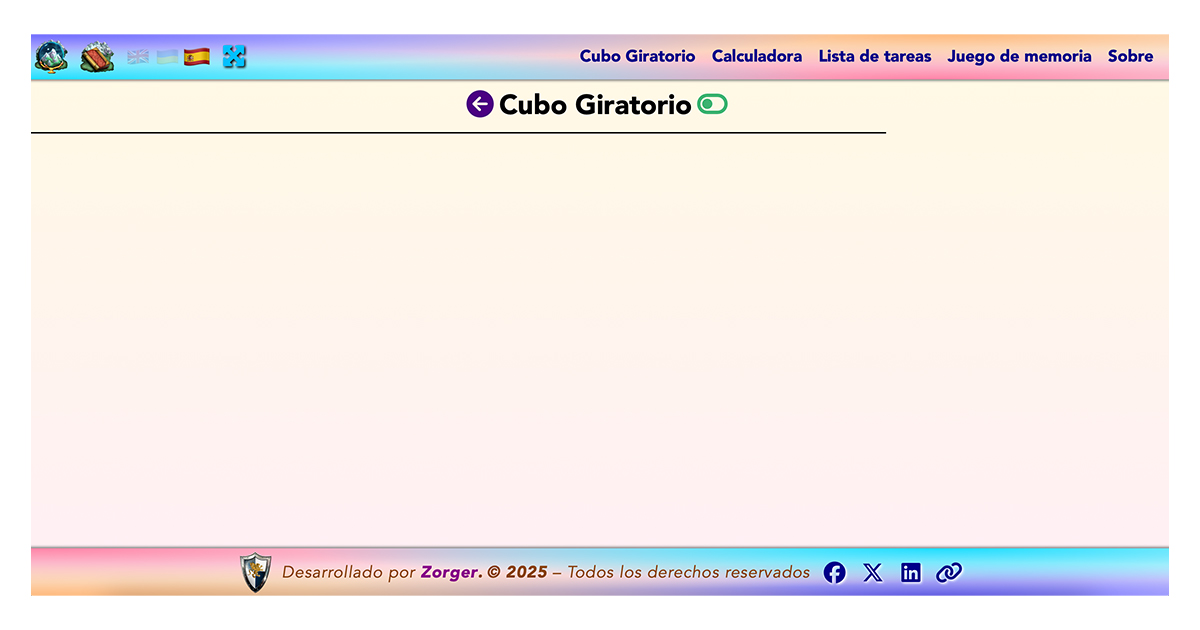 Cubo Giratorio Calculadora Lista de tareas Juego de memoria Sobre
Cubo Giratorio
Desarrollado por Zorger. © 2025 – Todos los derechos reservados